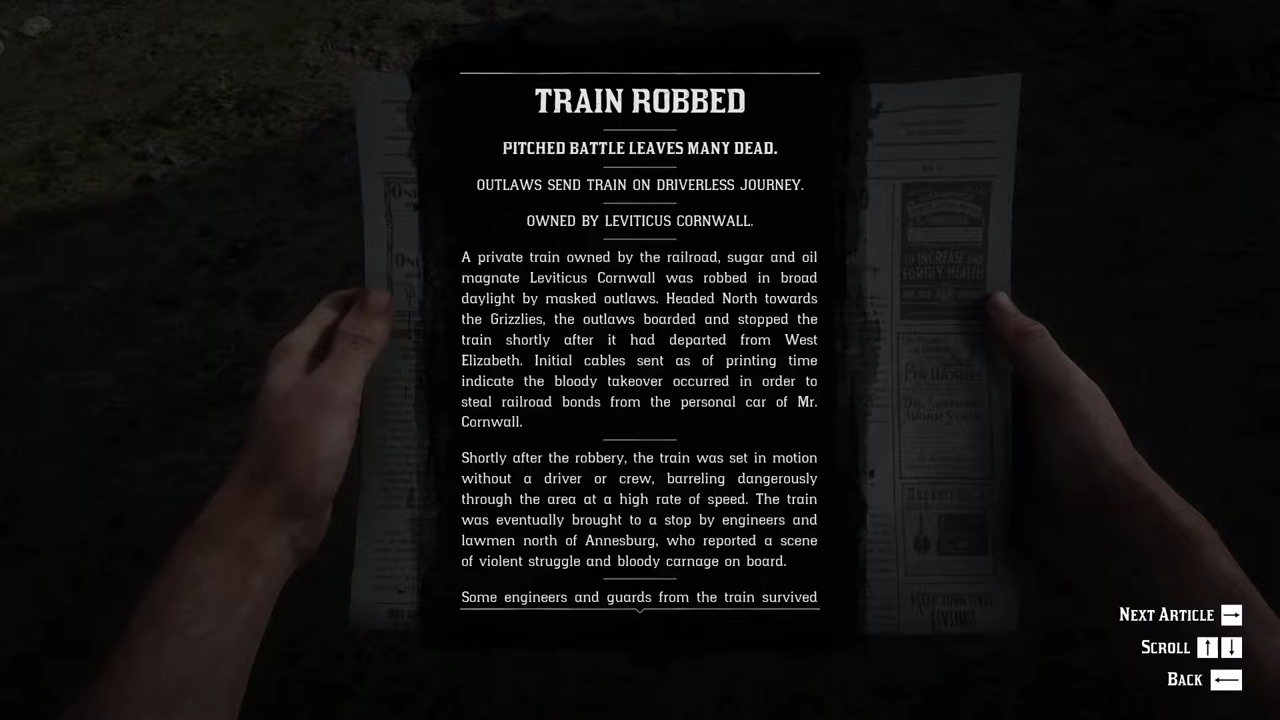 TRAIN ROBBED
PITCHED BATTLE LEAVES MANY DEAD.
OUTLAWS SEND TRAIN ON DRIVERLESS JOURNEY.
OWNED BY LEVITICUS CORNWALL.
A private train owned by the railroad, sugar and oil
magnate Leviticus Cornwall was robbed in broad
daylight by masked outlaws. Headed North towards
the Grizzlies, the outlaws boarded and stopped the
train shortly after it had departed from West
Elizabeth. Initial cables sent as of printing time
indicate the bloody takeover occurred in order to
steal railroad bonds from the personal car of Mr.
Cornwall.
Shortly after the robbery, the train was set in motion
without a driver or crew, barreling dangerously
through the area at a high rate of speed. The train
was eventually brought to a stop by engineers and
lawmen north of Annesburg, who reported a scene
of violent struggle and bloody carnage on board.
Some engineers and guards from the train survived
TO INCREASE AND
FORTIFY HEALTH
NEXT ARTICLE →
SCROLL ↑ ↓
BACK ←